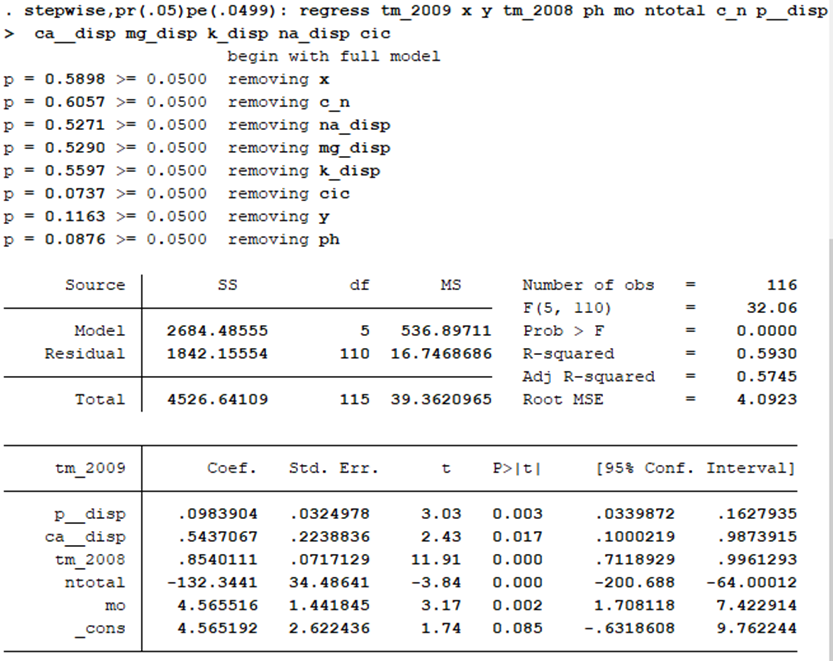 . stepwise,pr(.05)pe(.0499): regress tm_2009 x y tm_2008 ph mo ntotal c_n p__disp
>  ca__disp mg_disp k_disp na_disp cic
begin with full model
p = 0.5898 >= 0.0500  removing x
p = 0.6057 >= 0.0500  removing c_n
p = 0.5271 >= 0.0500  removing na_disp
p = 0.5290 >= 0.0500  removing mg_disp
p = 0.5597 >= 0.0500  removing k_disp
p = 0.0737 >= 0.0500  removing cic
p = 0.1163 >= 0.0500  removing y
p = 0.0876 >= 0.0500  removing ph
Source SS df MS Number of obs = 116
F(5, 110) = 32.06
Model 2684.48555 5 536.89711 Prob > F = 0.0000
Residual 1842.15554 110 16.7468686 R-squared = 0.5930
Adj R-squared = 0.5745
Total 4526.64109 115 39.3620965 Root MSE = 4.0923
tm_2009 Coef. Std. Err. t P>|t| [95% Conf. Interval]
p__disp .0983904 .0324978 3.03 0.003 .0339872 .1627935
ca__disp .5437067 .2238836 2.43 0.017 .1000219 .9873915
tm_2008 .8540111 .0717129 11.91 0.000 .7118929 .9961293
ntotal -132.3441 34.48641 -3.84 0.000 -200.688 -64.00012
mo 4.565516 1.441845 3.17 0.002 1.708118 7.422914
_cons 4.565192 2.622436 1.74 0.085 -.6318608 9.762244